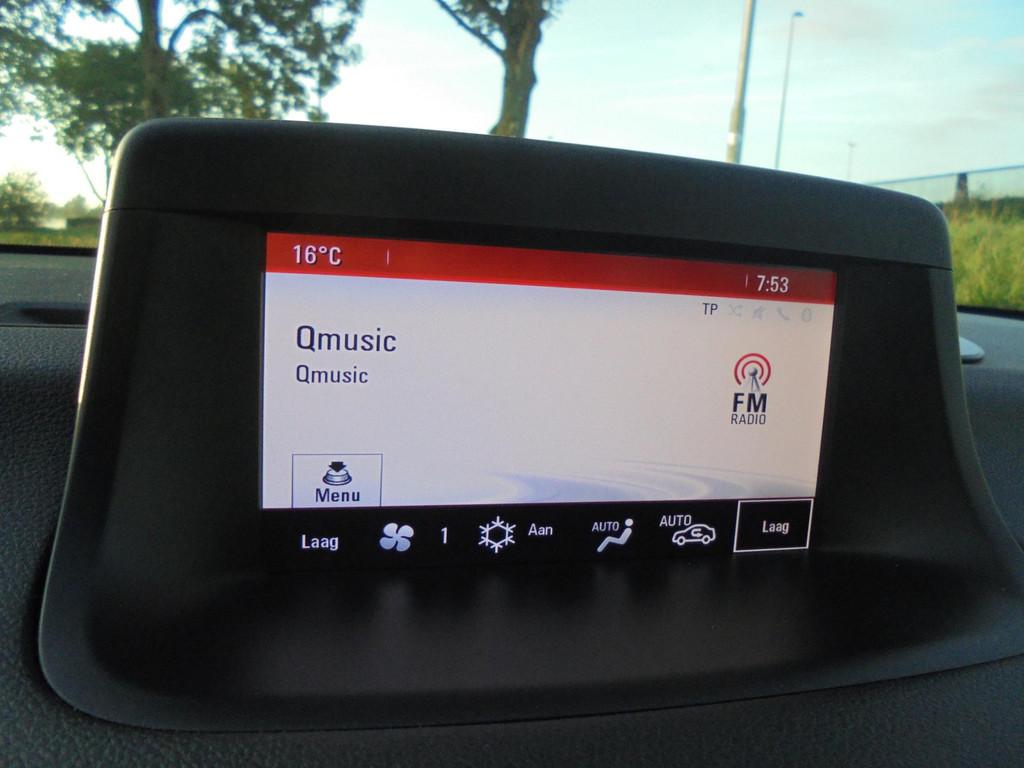 16°C 7:53
TP
Qmusic
Qmusic
FM
RADIO
Menu
Laag 1 Aan AUTO AUTO Laag